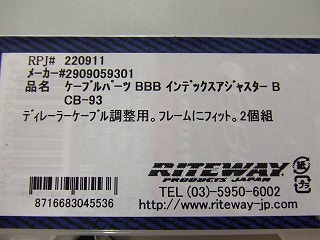 RPJ# 220911
メーカー#2909059301
品名 ケーブルパーツ BBB インデックスアジャスター B
CB-93
ディレーラーケーブル調整用。フレームにフィット。2個組
RITEWAY
PRODUCTS JAPAN
TEL (03)-5950-6002
http://www.riteway-jp.com/
8716683045536
紙
プラ